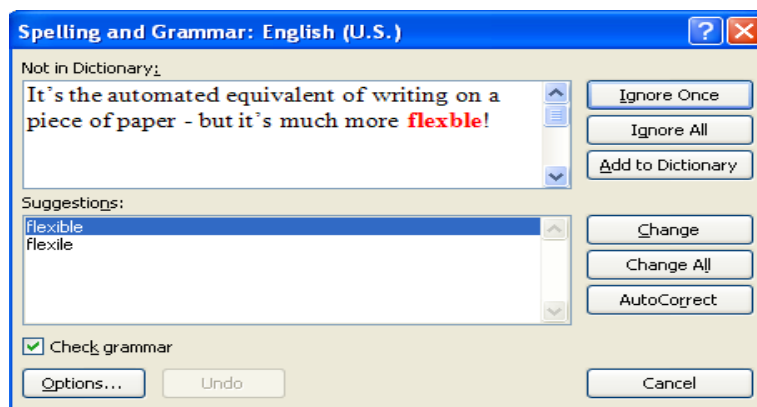 Spelling and Grammar: English (U.S.)
Not in Dictionary:
It's the automated equivalent of writing on a
piece of paper - but it's much more flexble!
Ignore Once
Ignore All
Add to Dictionary
Suggestions:
flexible
flexile
Change
Change All
AutoCorrect
Check grammar
Options...
Undo
Cancel